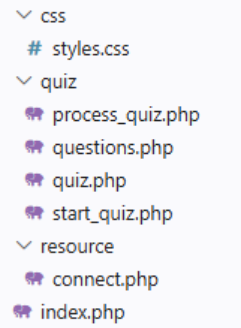 css
# styles.css
quiz
process_quiz.php
questions.php
quiz.php
start_quiz.php
resource
connect.php
index.php